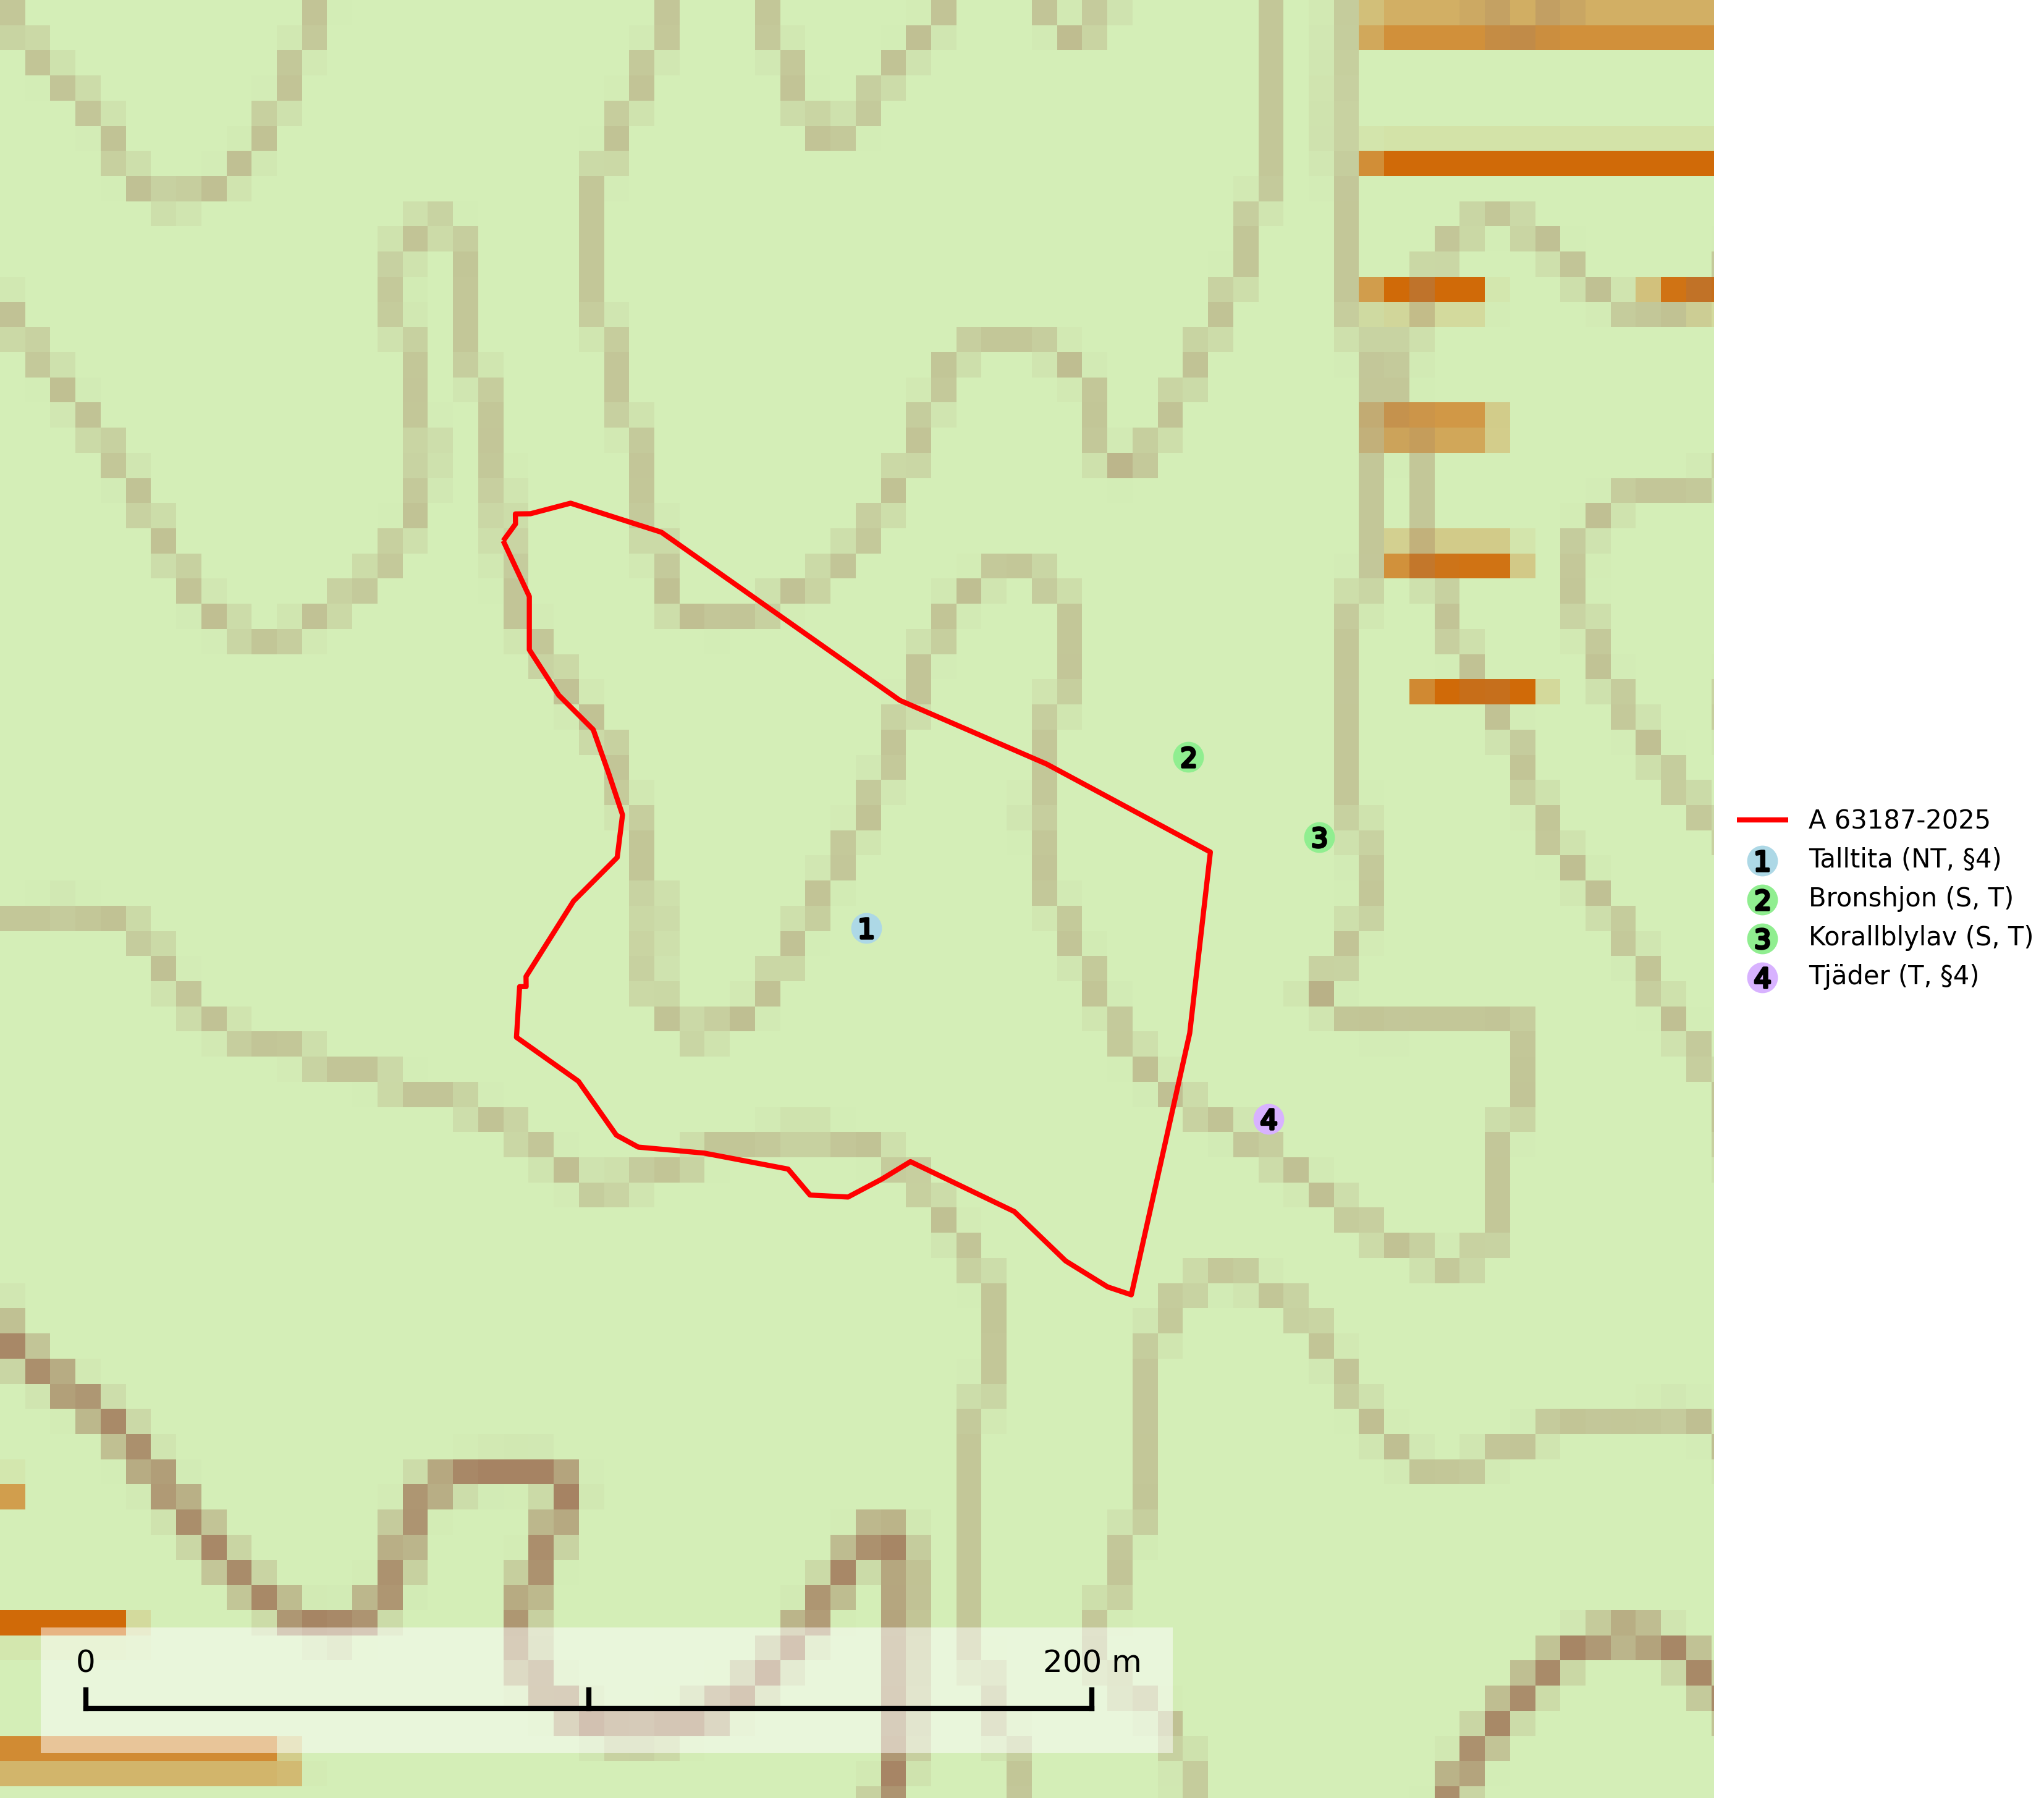 2
3
1
4
A 63187-2025
1 Talltita (NT, §4)
2 Bronshjon (S, T)
3 Korallblylav (S, T)
4 Tjäder (T, §4)
0 200 m